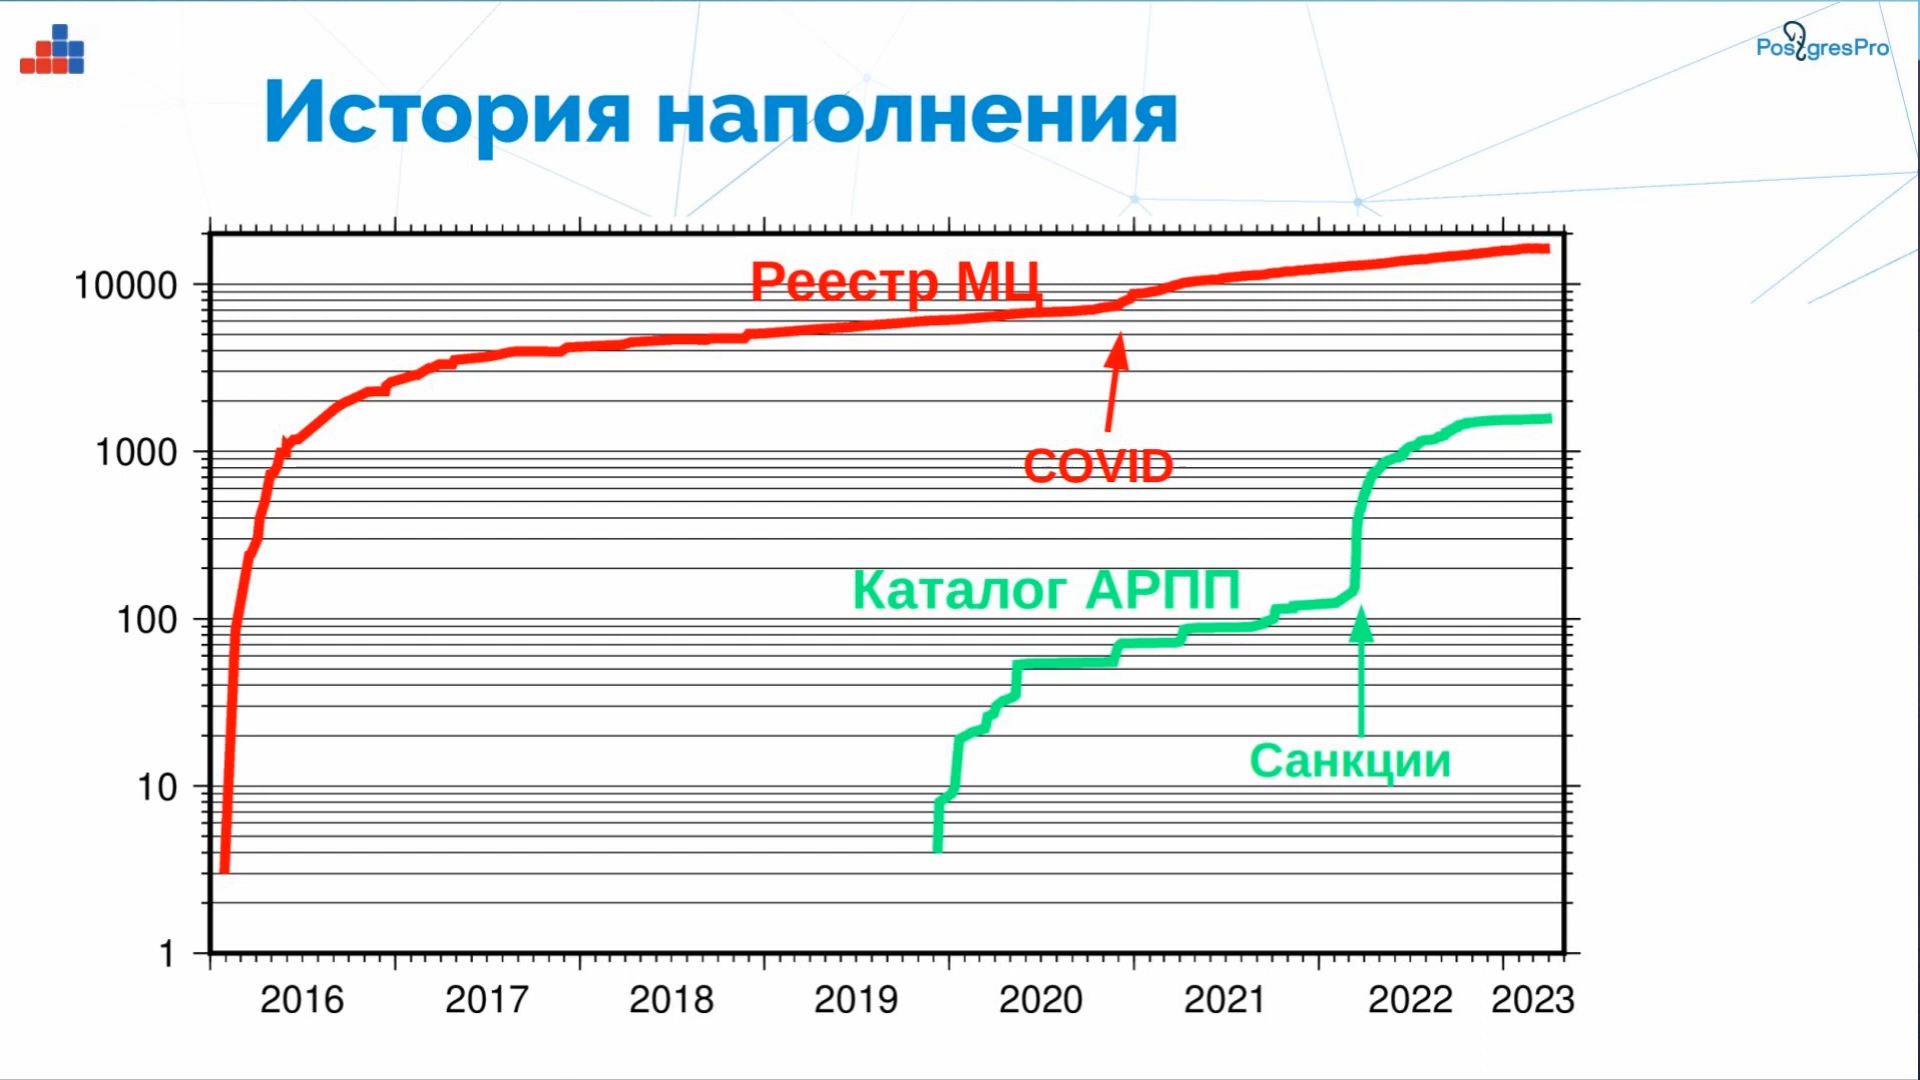 PostgresPro
История наполнения
10000
1000
100
10
1
Реестр МЦ
COVID
Каталог АРПП
Санкции
2016 2017 2018 2019 2020 2021 2022 2023